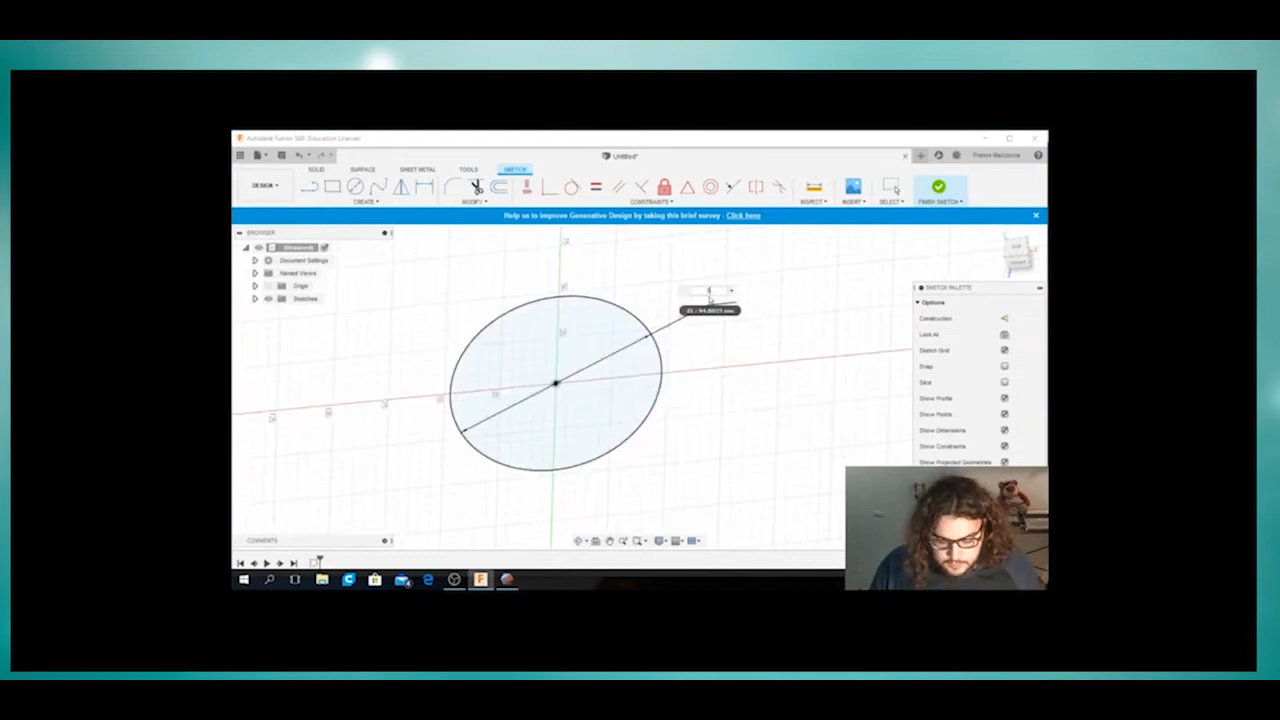 Autodesk Fusion 360 (Education License)
Untitled*
SOLID
SURFACE
SHEET METAL
TOOLS
SKETCH
DESIGN
CREATE
MODIFY
CONSTRAINTS
INSPECT
INSERT
SELECT
FINISH SKETCH
Help us to improve Generative Design by taking this brief survey - Click here
BROWSER
(Unsaved)
Document Settings
Named Views
Origin
Sketches
TOP
SKETCH PALETTE
Options
Construction
Look At
Sketch Grid
Snap
Slice
Show Profile
Show Points
Show Dimensions
Show Constraints
Show Projected Geometries
COMMENTS